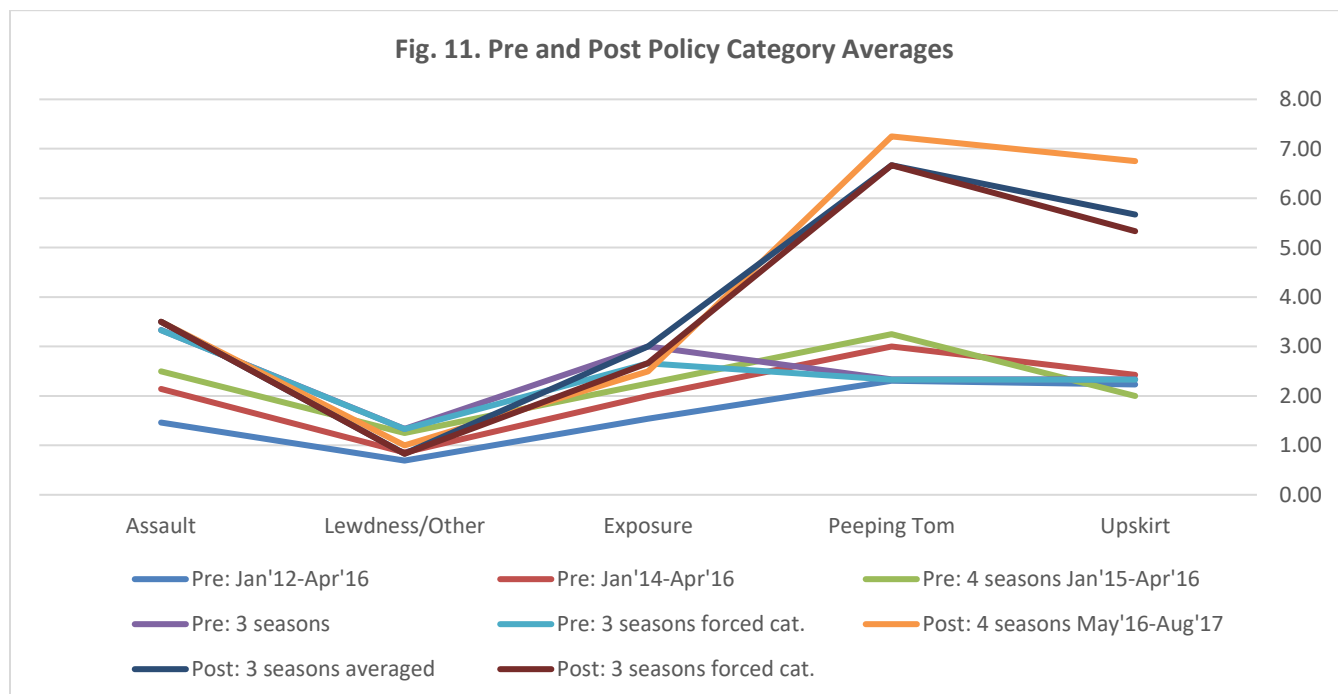 Fig. 11. Pre and Post Policy Category Averages
8.00
7.00
6.00
5.00
4.00
3.00
2.00
1.00
0.00
Assault Lewdness/Other Exposure Peeping Tom Upskirt
Pre: Jan'12-Apr'16 Pre: Jan'14-Apr'16 Pre: 4 seasons Jan'15-Apr'16
Pre: 3 seasons Pre: 3 seasons forced cat. Post: 4 seasons May'16-Aug'17
Post: 3 seasons averaged Post: 3 seasons forced cat.